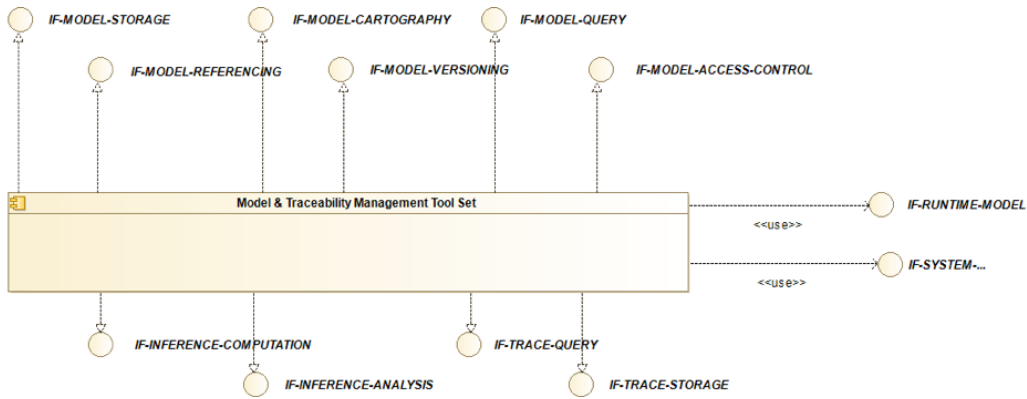 IF-MODEL-STORAGE
IF-MODEL-CARTOGRAPHY
IF-MODEL-QUERY
IF-MODEL-REFERENCING
IF-MODEL-VERSIONING
IF-MODEL-ACCESS-CONTROL
Model & Traceability Management Tool Set
IF-RUNTIME-MODEL
<<use>>
IF-SYSTEM-...
<<use>>
IF-INFERENCE-COMPUTATION
IF-TRACE-QUERY
IF-INFERENCE-ANALYSIS
IF-TRACE-STORAGE